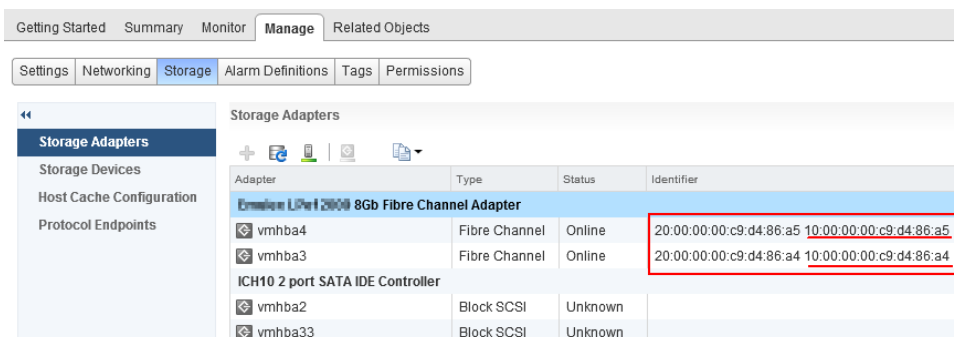 Getting Started Summary Monitor Manage Related Objects
Settings Networking Storage Alarm Definitions Tags Permissions
Storage Adapters
Storage Devices
Host Cache Configuration
Protocol Endpoints
Storage Adapters
Adapter Type Status Identifier
8Gb Fibre Channel Adapter
vmhba4 Fibre Channel Online 20:00:00:00:c9:d4:86:a5 10:00:00:00:c9:d4:86:a5
vmhba3 Fibre Channel Online 20:00:00:00:c9:d4:86:a4 10:00:00:00:c9:d4:86:a4
ICH10 2 port SATA IDE Controller
vmhba2 Block SCSI Unknown
vmhba33 Block SCSI Unknown